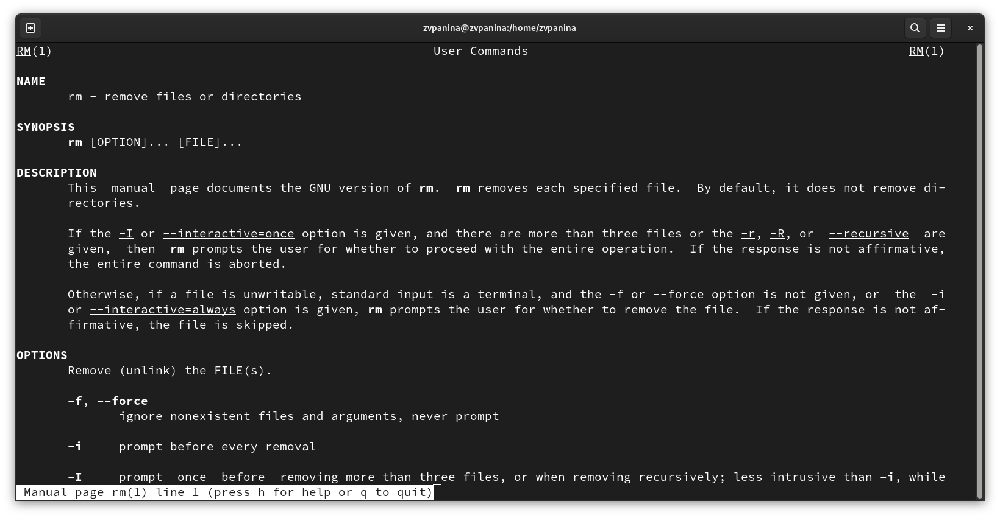 zvpanina@zvpanina:/home/zvpanina
RM(1) User Commands RM(1)
NAME
rm - remove files or directories
SYNOPSIS
rm [OPTION]... [FILE]...
DESCRIPTION
This manual page documents the GNU version of rm. rm removes each specified file. By default, it does not remove di-
rectories.
If the -I or --interactive=once option is given, and there are more than three files or the -r, -R, or --recursive are
given, then rm prompts the user for whether to proceed with the entire operation. If the response is not affirmative,
the entire command is aborted.
Otherwise, if a file is unwritable, standard input is a terminal, and the -f or --force option is not given, or the -i
or --interactive=always option is given, rm prompts the user for whether to remove the file. If the response is not af-
firmative, the file is skipped.
OPTIONS
Remove (unlink) the FILE(s).
-f, --force
ignore nonexistent files and arguments, never prompt
-i prompt before every removal
-I prompt once before removing more than three files, or when removing recursively; less intrusive than -i, while
Manual page rm(1) line 1 (press h for help or q to quit)